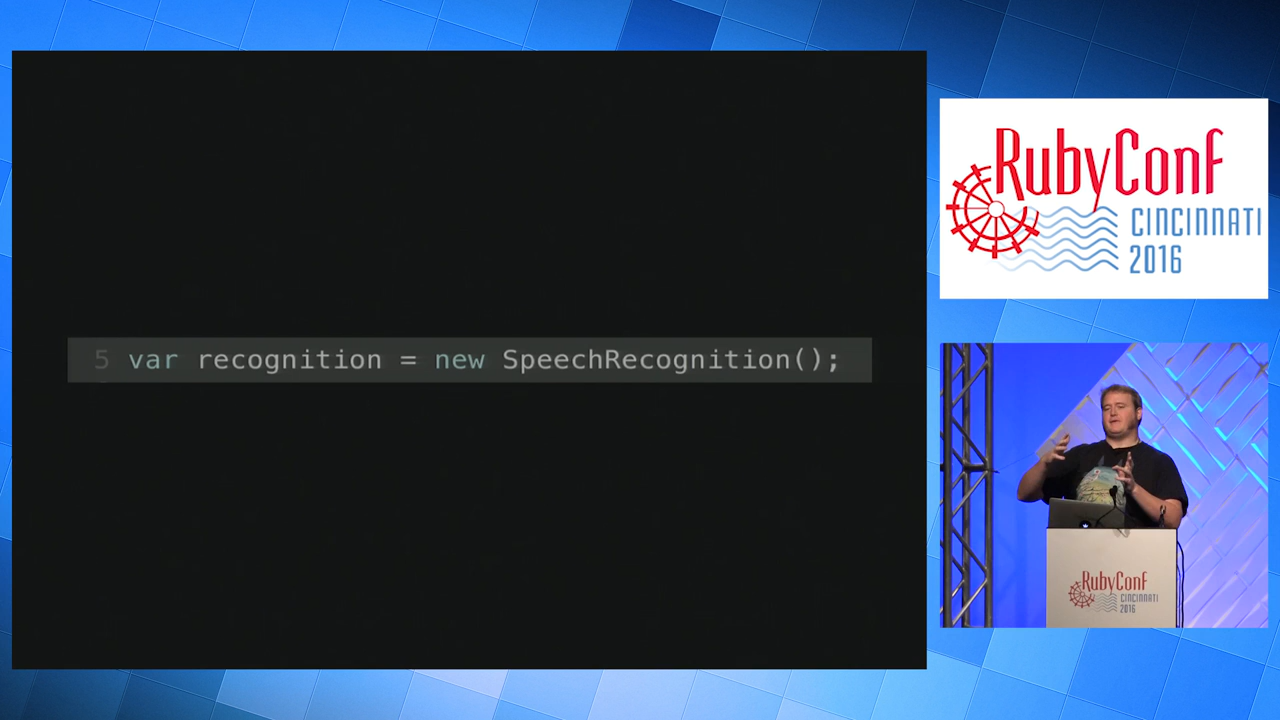 5 var recognition = new SpeechRecognition();
RubyConf
CINCINNATI
2016
RubyConf
CINCINNATI
2016